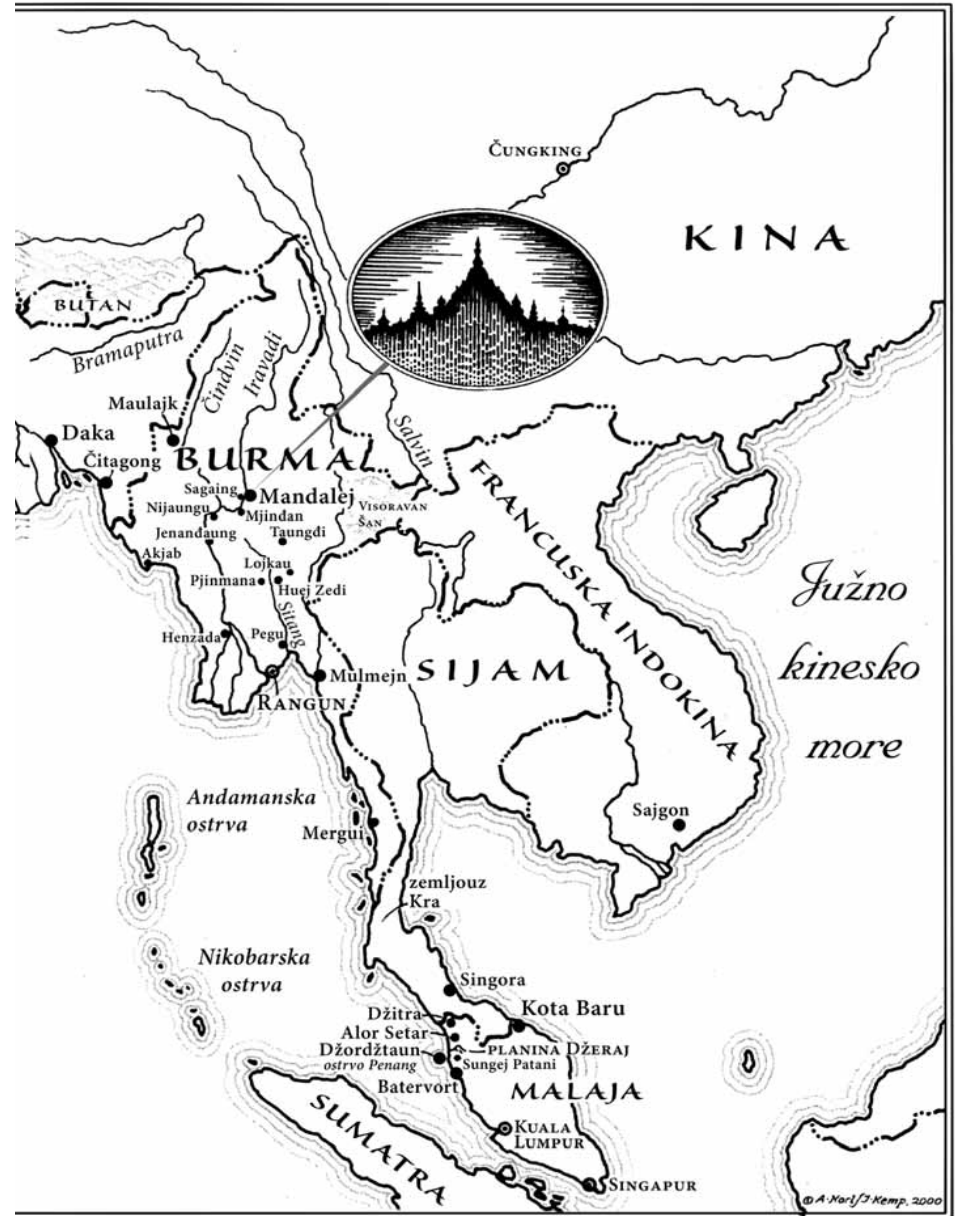 ČUNGKING
KINA
BUTAN
Bramaputra
Čindvin
Iravadi
Maulajk
Salvin
Daka
BURMA
Čitagong
Sagaing
Mandalej
Nijaungu
Mjindan
VISORAVAN
ŠAN
Jenandaung
Taungdi
Akjab
Lojkau
Pjinmana
Huej Zedi
Sitang
Henzada
Pegu
Mulmejn
RANGUN
SIJAM
FRANCUSKA INDOKINA
Južno
kinesko
more
Andamanska
ostrva
Mergui
Sajgon
zemljouz
Kra
Nikobarska
ostrva
Singora
Džitra
Kota Baru
Alor Setar
Džordžtaun
PLANINA DŽERAJ
ostrvo Penang
Sungej Patani
Batervort
MALAJA
SUMATRA
KUALA
LUMPUR
SINGAPUR
© A·Karl/J·Kemp, 2000